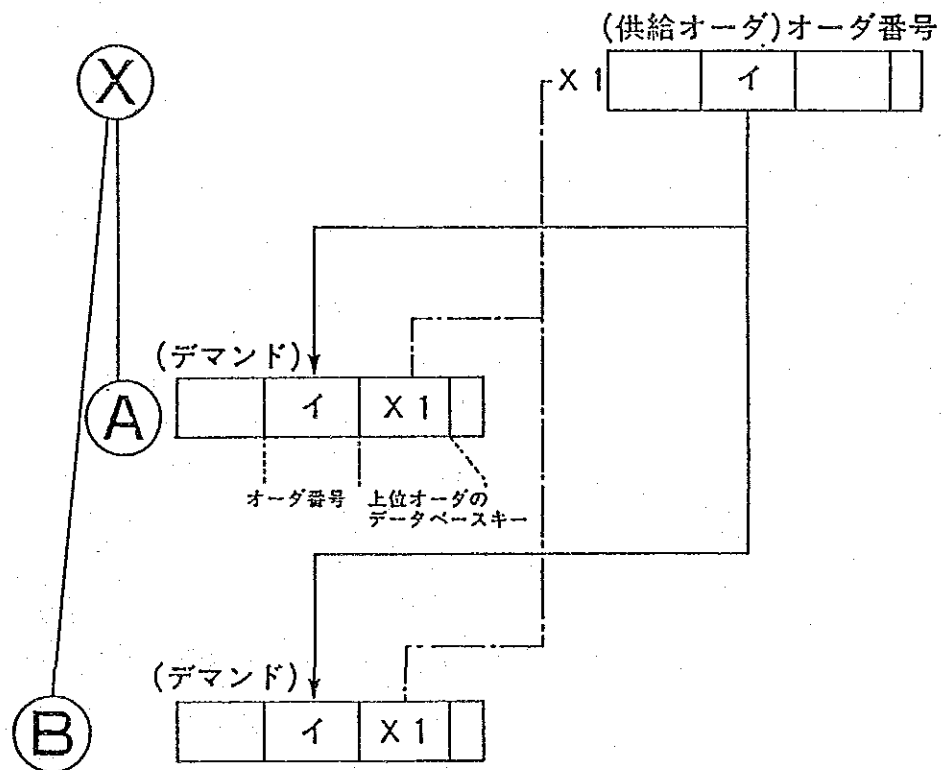 (供給オーダ)オーダ番号
X
X 1
イ
(デマンド)
A
イ
X 1
オーダ番号
上位オーダの
データベースキー
(デマンド)
B
イ
X 1